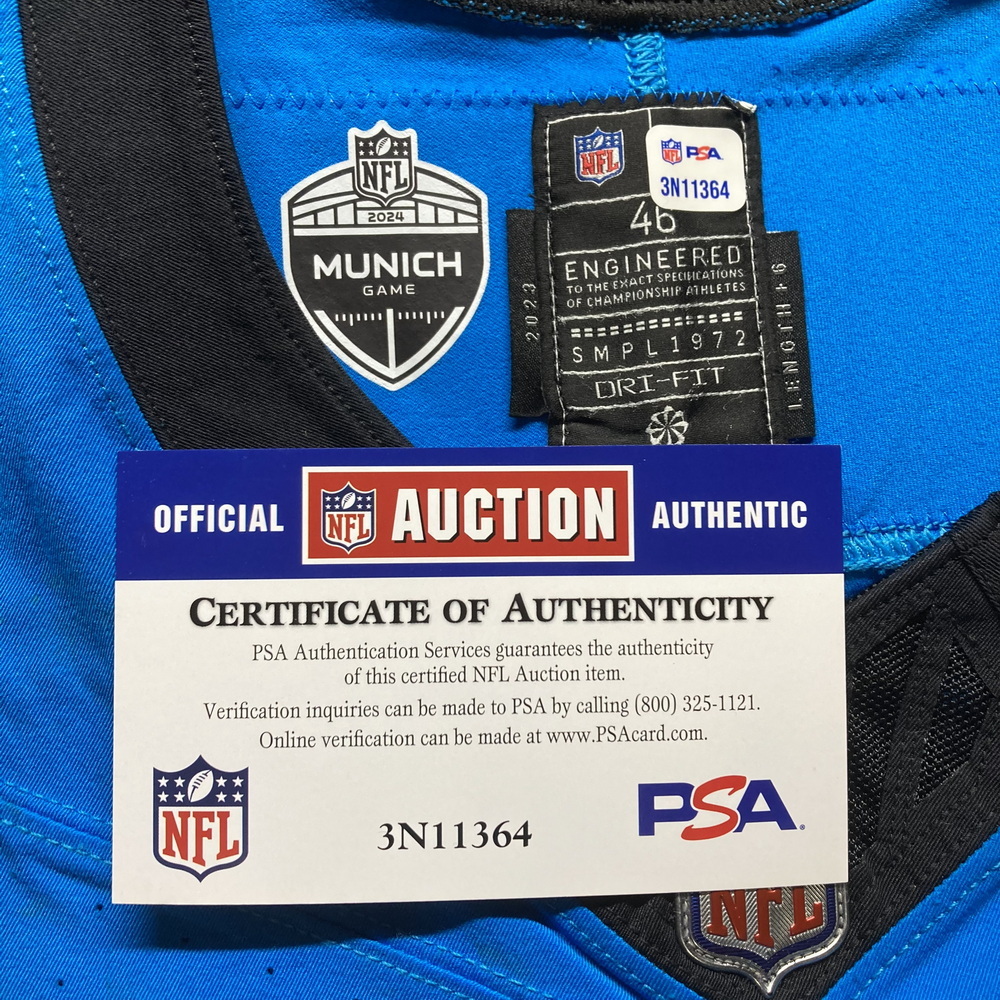 NFL
2024
MUNICH
GAME
NFL
NFL PSA
3N11364
46
ENGINEERED
TO THE EXACT SPECIFICATIONS
OF CHAMPIONSHIP ATHLETES
SMPL1972
DRI-FIT
2023
LENGTH +6
OFFICIAL NFL AUCTION AUTHENTIC
CERTIFICATE OF AUTHENTICITY
PSA Authentication Services guarantees the authenticity
of this certified NFL Auction item.
Verification inquiries can be made to PSA by calling (800) 325-1121.
Online verification can be made at www.PSAcard.com.
NFL 3N11364 PSA
NFL